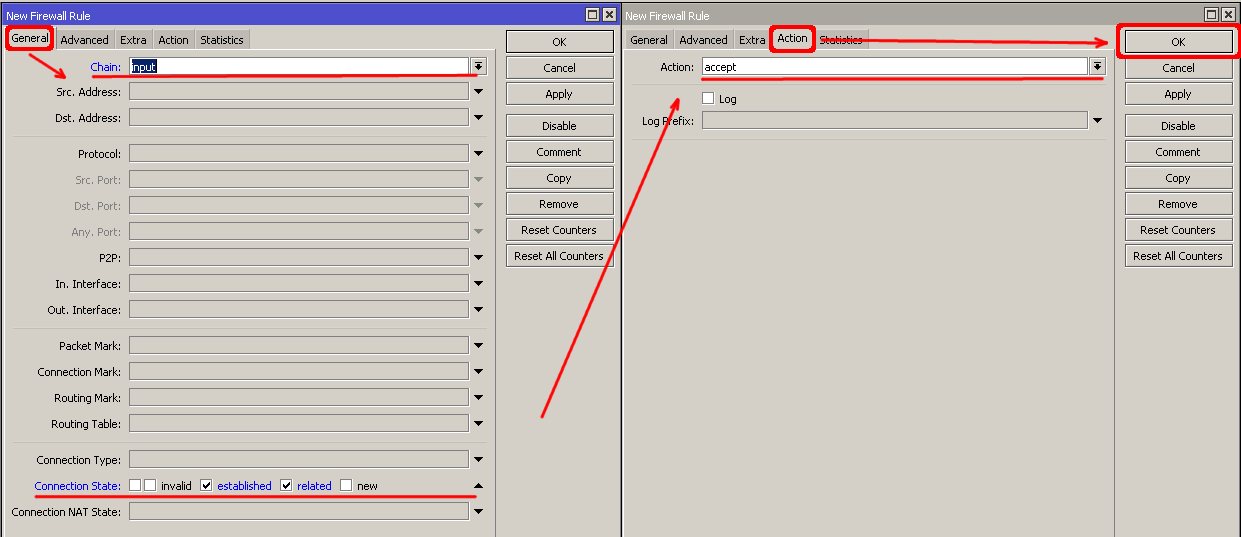 New Firewall Rule
General Advanced Extra Action Statistics
Chain: input
Src. Address:
Dst. Address:
Protocol:
Src. Port:
Dst. Port:
Any. Port:
P2P:
In. Interface:
Out. Interface:
Packet Mark:
Connection Mark:
Routing Mark:
Routing Table:
Connection Type:
Connection State: invalid established related new
Connection NAT State:
OK
Cancel
Apply
Disable
Comment
Copy
Remove
Reset Counters
Reset All Counters
New Firewall Rule
General Advanced Extra Action Statistics
Action: accept
Log
Log Prefix:
OK
Cancel
Apply
Disable
Comment
Copy
Remove
Reset Counters
Reset All Counters